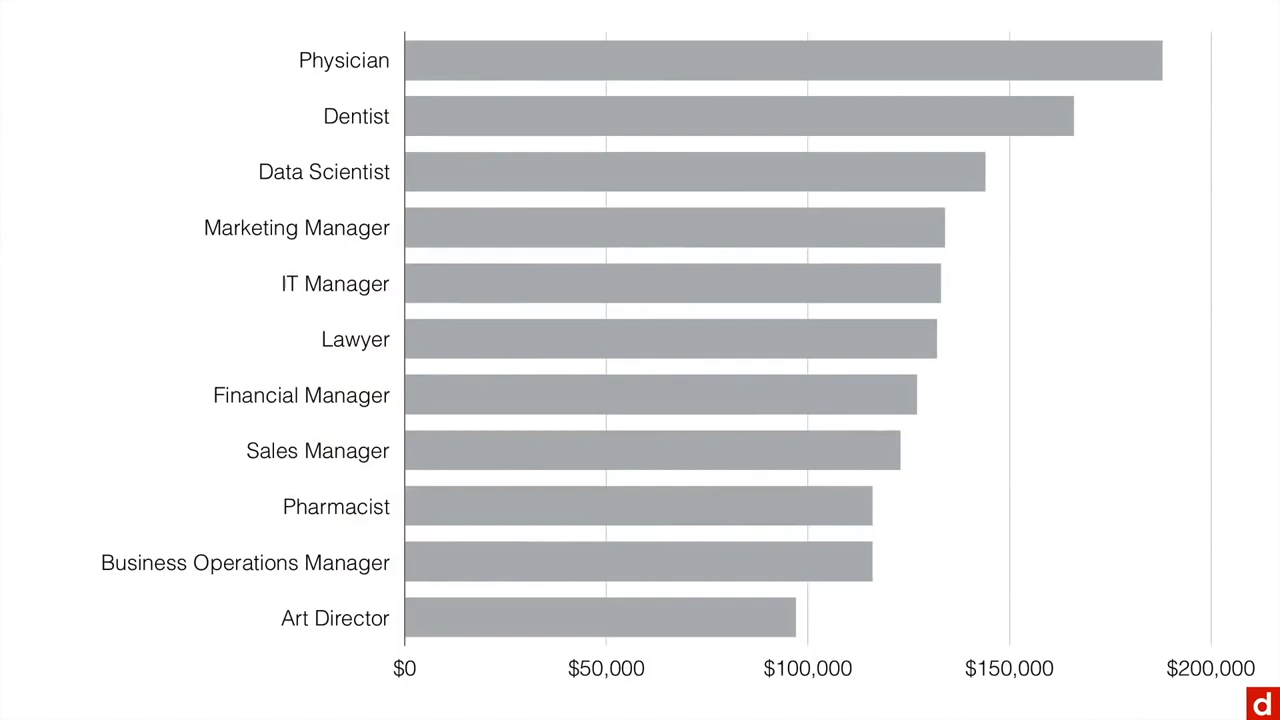 Physician
Dentist
Data Scientist
Marketing Manager
IT Manager
Lawyer
Financial Manager
Sales Manager
Pharmacist
Business Operations Manager
Art Director
$0 $50,000 $100,000 $150,000 $200,000
d